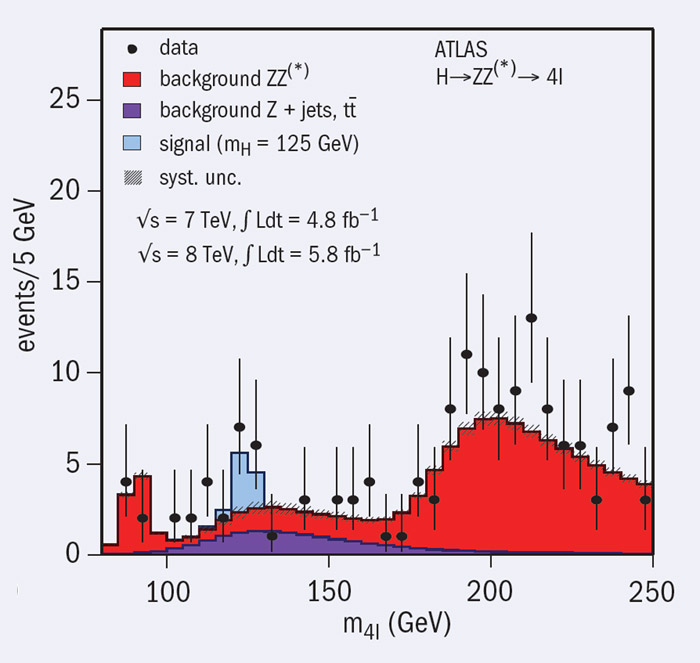 data
background ZZ(*)
background Z + jets, tt̄
signal (mH = 125 GeV)
syst. unc.
√s = 7 TeV, ∫ Ldt = 4.8 fb−1
√s = 8 TeV, ∫ Ldt = 5.8 fb−1
ATLAS
H→ZZ(*)→ 4l
events/5 GeV
25
20
15
10
5
0
100 150 200 250
m4l (GeV)